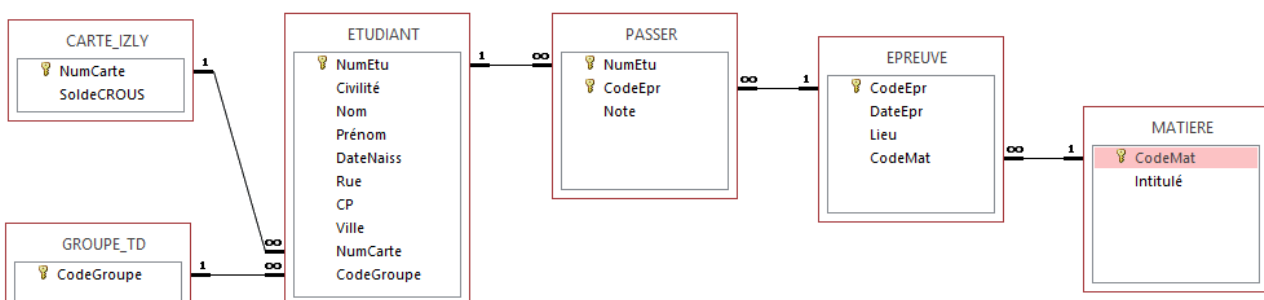 CARTE_IZLY
NumCarte
SoldeCROUS
1
GROUPE_TD
CodeGroupe
1
ETUDIANT
NumEtu
Civilité
Nom
Prénom
DateNaiss
Rue
CP
Ville
NumCarte
CodeGroupe
∞
∞
1
∞
PASSER
NumEtu
CodeEpr
Note
∞
1
EPREUVE
CodeEpr
DateEpr
Lieu
CodeMat
∞
1
MATIERE
CodeMat
Intitulé